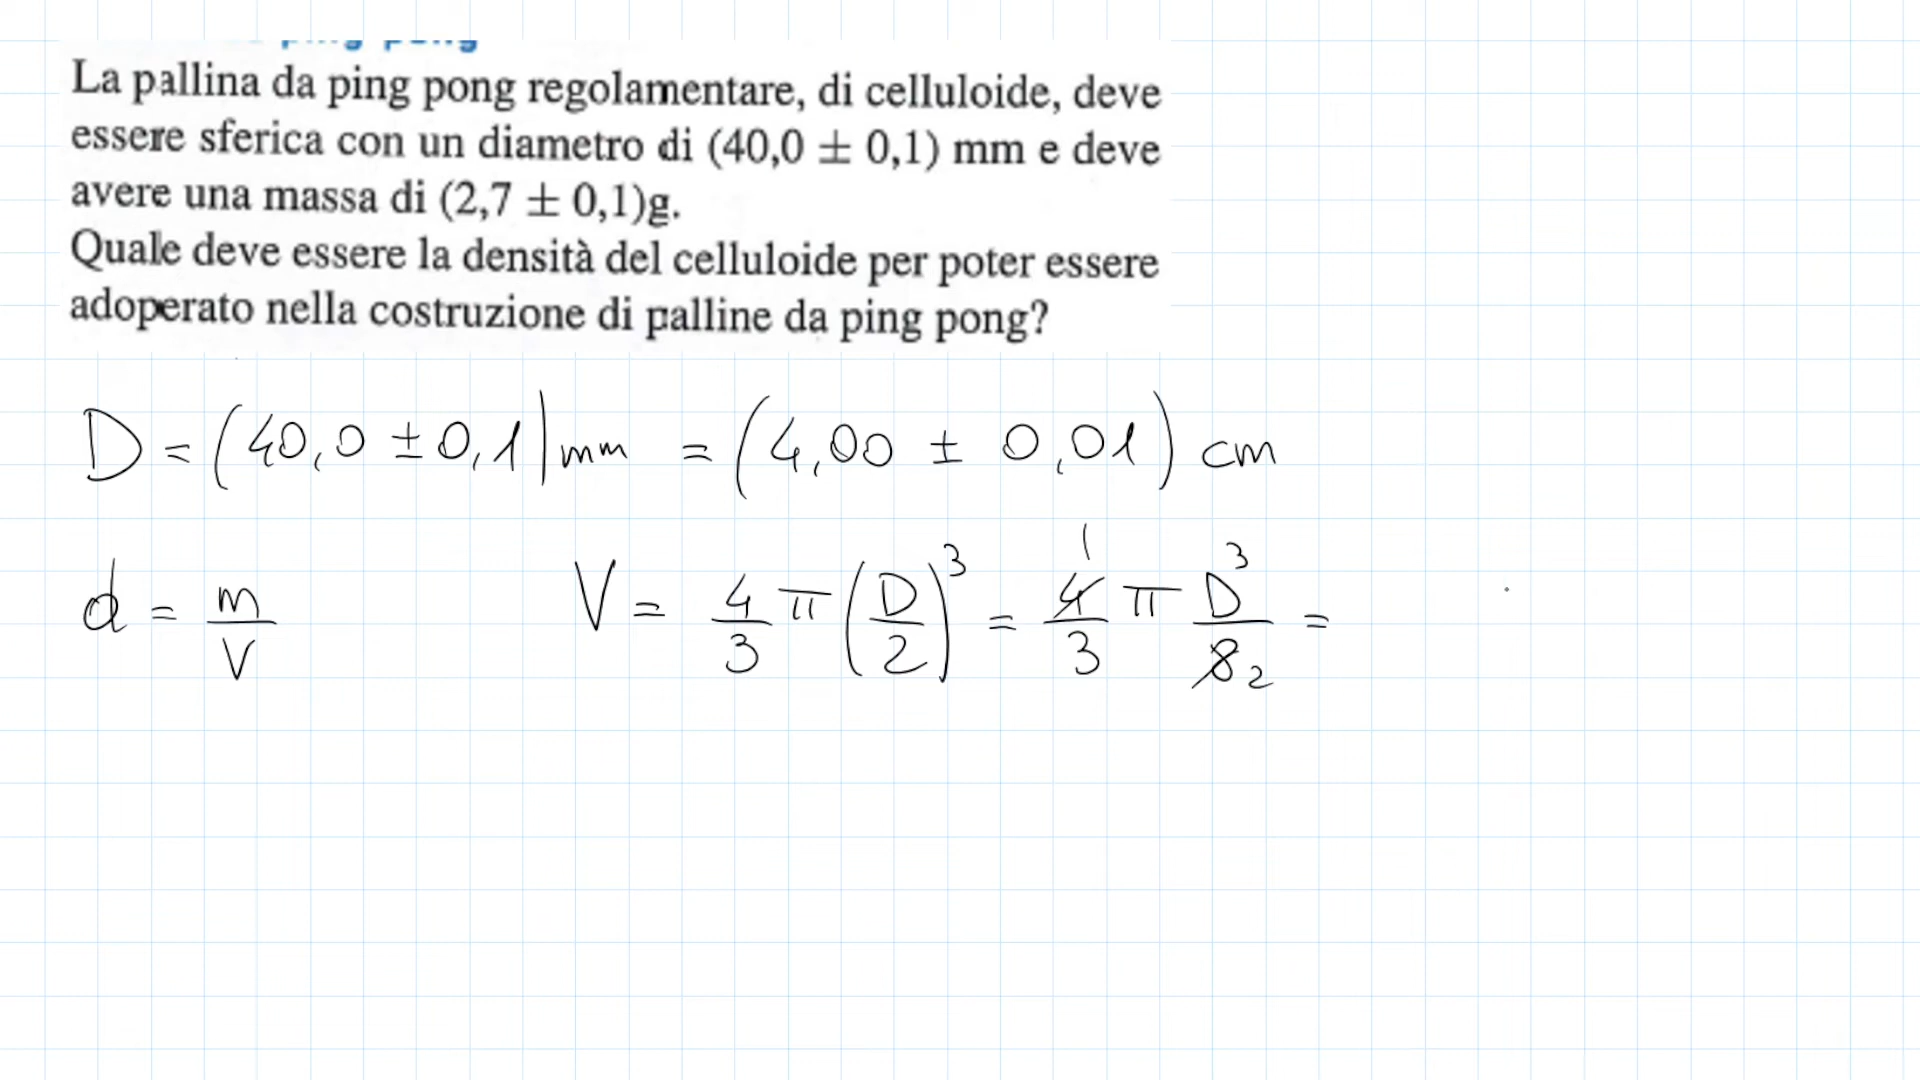 La pallina da ping pong regolamentare, di celluloide, deve
essere sferica con un diametro di (40,0 ± 0,1) mm e deve
avere una massa di (2,7 ± 0,1)g.
Quale deve essere la densità del celluloide per poter essere
adoperato nella costruzione di palline da ping pong?
D = (40,0 ± 0,1) mm = (4,00 ± 0,01) cm
d = m/V V = 4/3 π (D/2)³ = 4/3 1 π D³/8 2 =